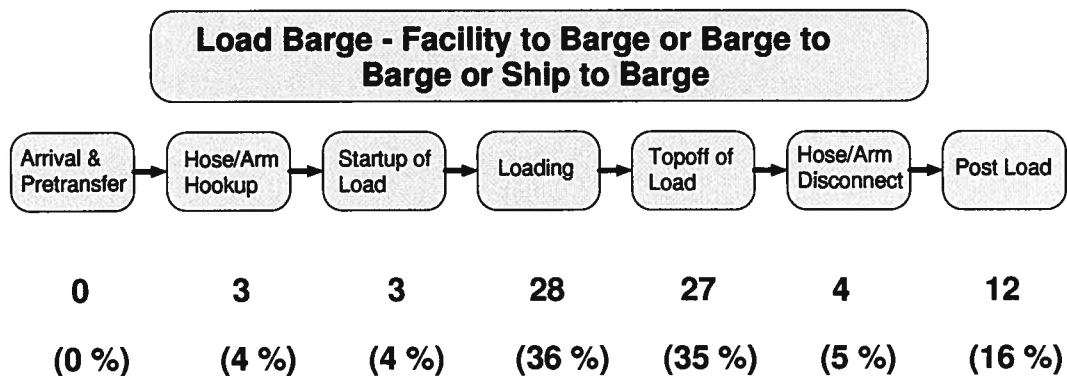 Load Barge - Facility to Barge or Barge to
Barge or Ship to Barge
Arrival &
Pretransfer
Hose/Arm
Hookup
Startup of
Load
Loading
Topoff of
Load
Hose/Arm
Disconnect
Post Load
0 3 3 28 27 4 12
(0 %) (4 %) (4 %) (36 %) (35 %) (5 %) (16 %)